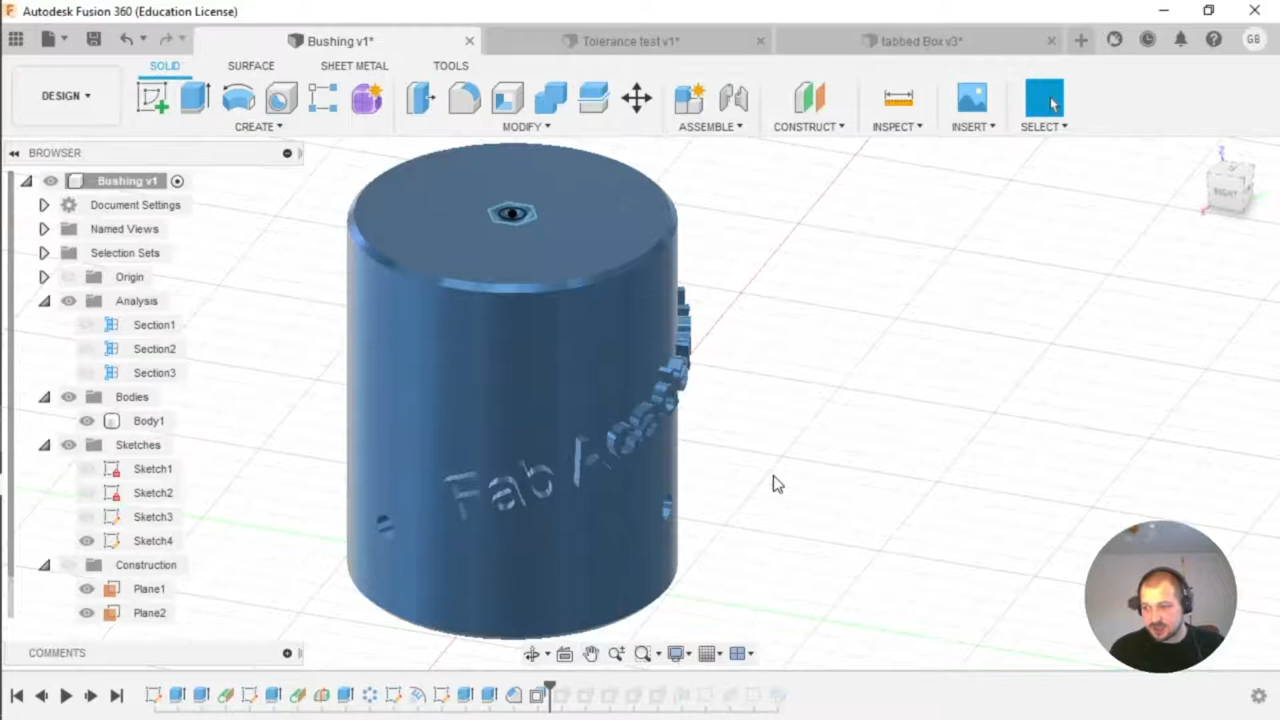 Autodesk Fusion 360 (Education License)
Bushing v1*
Tolerance test v1*
tabbed Box v3*
GB
SOLID
SURFACE
SHEET METAL
TOOLS
DESIGN
CREATE
MODIFY
ASSEMBLE
CONSTRUCT
INSPECT
INSERT
SELECT
BROWSER
Bushing v1
Document Settings
Named Views
Selection Sets
Origin
Analysis
Section1
Section2
Section3
Bodies
Body1
Sketches
Sketch1
Sketch2
Sketch3
Sketch4
Construction
Plane1
Plane2
COMMENTS
Z
RIGHT
Fab